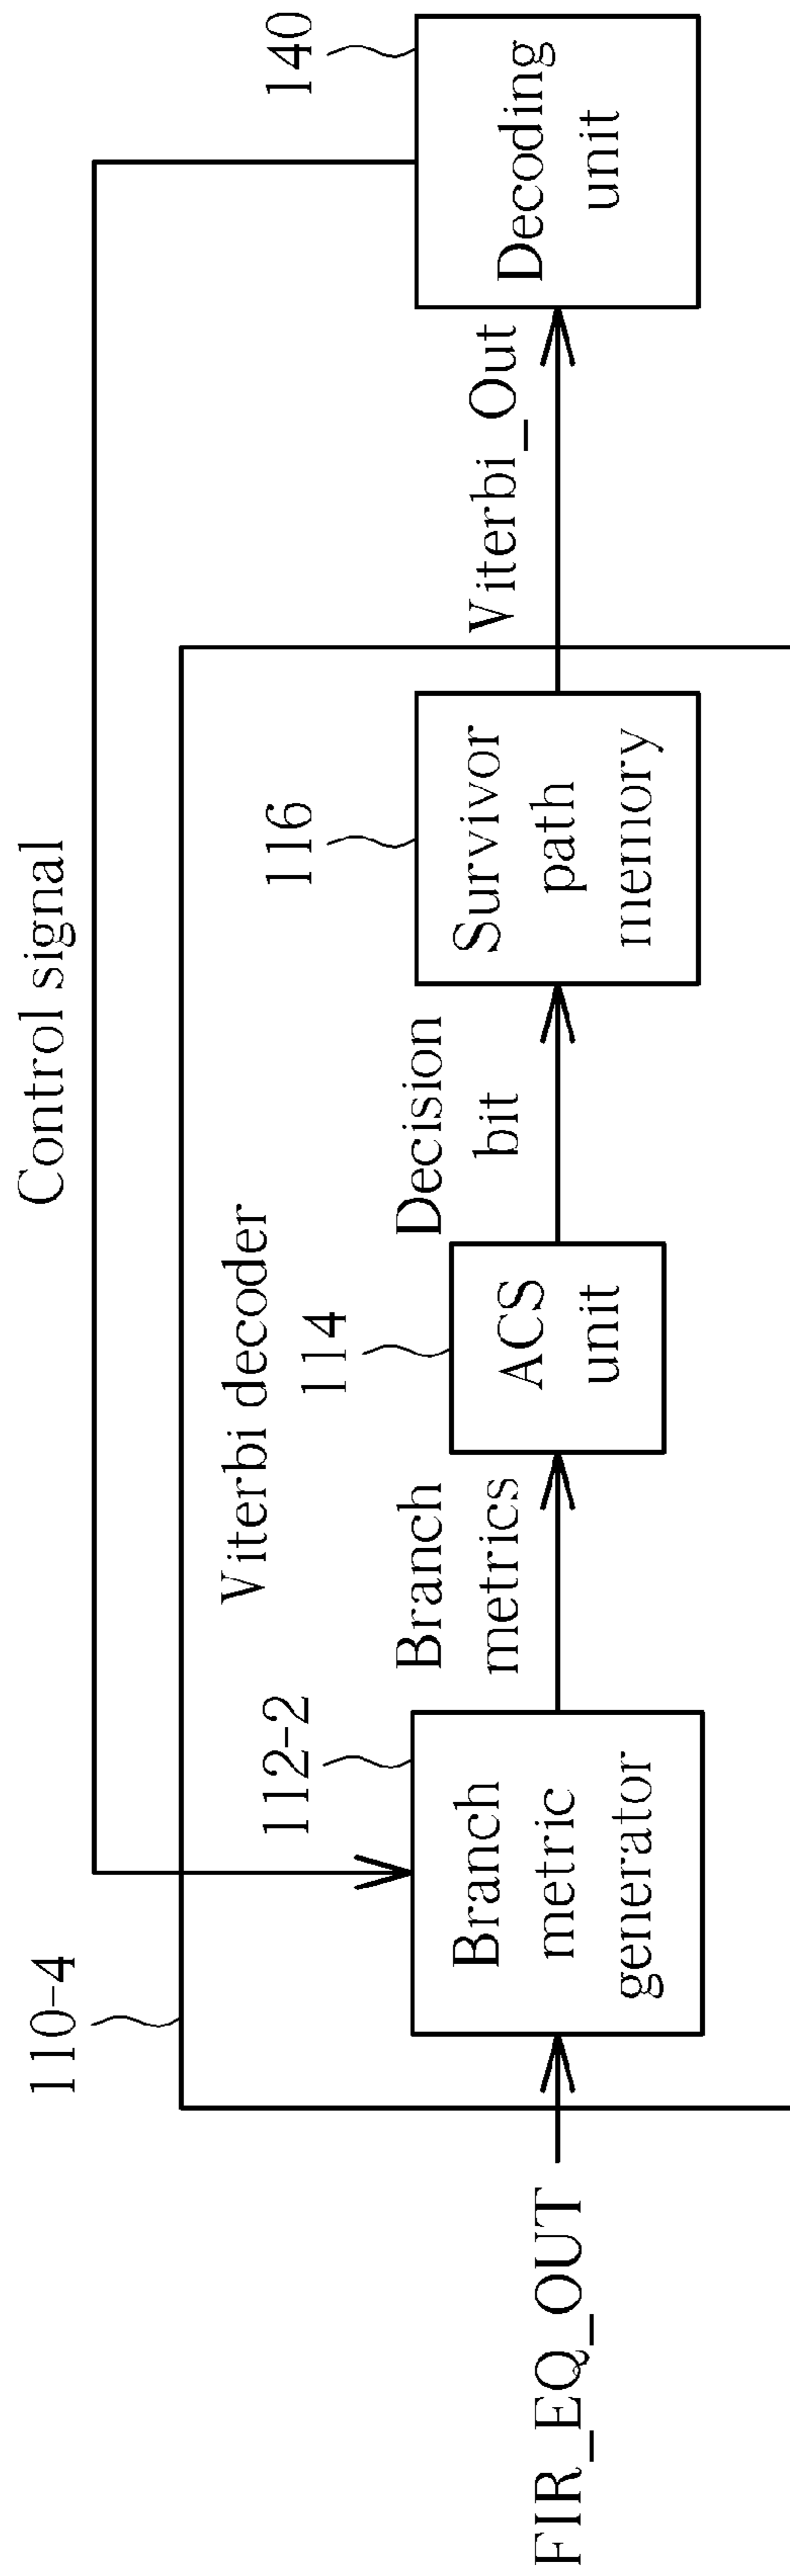 Control signal
110-4
Viterbi decoder
112-2
114
116
140
FIR_EQ_OUT
Branch
metric
generator
Branch
metrics
ACS
unit
Decision
bit
Survivor
path
memory
Viterbi_Out
Decoding
unit